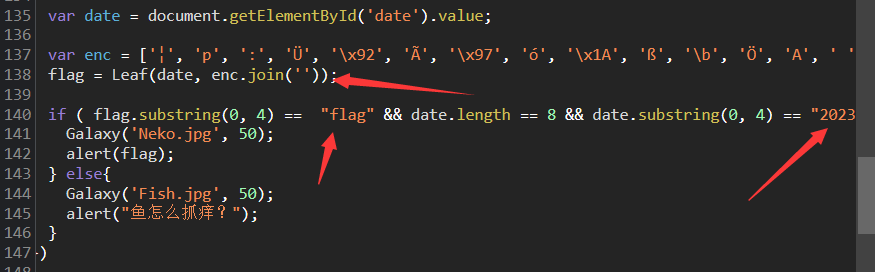 135 var date = document.getElementById('date').value;
136
137 var enc = ['¦', 'p', ':', 'Ü', '\x92', 'Ã', '\x97', 'ó', '\x1A', 'ß', '\b', 'Ö', 'A', ' '
138 flag = Leaf(date, enc.join(''));
139
140 if ( flag.substring(0, 4) == "flag" && date.length == 8 && date.substring(0, 4) == "2023
141 Galaxy('Neko.jpg', 50);
142 alert(flag);
143 } else{
144 Galaxy('Fish.jpg', 50);
145 alert("鱼怎么抓痒？");
146 }
147 )